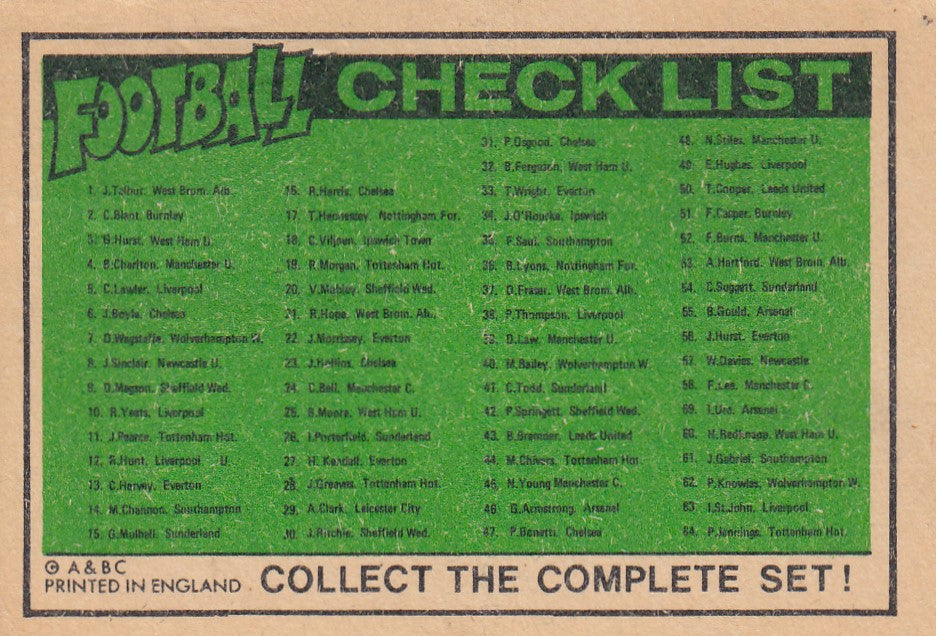 FOOTBALL CHECK LIST
1. J.Talbut. West Brom. Alb.
2. C.Blant. Burnley
3. G.Hurst. West Ham U.
4. B.Charlton. Manchester U.
5. C.Lawler. Liverpool
6. J.Boyle. Chelsea
7. D.Wagstaffe. Wolverhampton W.
8. J.Sinclair. Newcastle U.
9. D.Megson. Sheffield Wed.
10. R.Yeats. Liverpool
11. J.Pearce. Tottenham Hot.
12. R.Hunt. Liverpool U.
13. C.Harvey. Everton
14. M.Channon. Southampton
15. G.Mulhall. Sunderland
16. R.Harris. Chelsea
17. T.Hennessey. Nottingham For.
18. C.Viljoen. Ipswich Town
19. R.Morgan. Tottenham Hot.
20. V.Mobley. Sheffield Wed.
21. R.Hope. West Brom. Alb.
22. J.Morrissey. Everton
23. J.Hollins. Chelsea
24. C.Bell. Manchester C.
25. B.Moore. West Ham U.
26. I.Porterfield. Sunderland
27. H. Kendall. Everton
28. J.Greaves. Tottenham Hot.
29. A.Clark. Leicester City
30. J.Ritchie. Sheffield Wed.
31. P.Osgood. Chelsea
32. B.Ferguson. West Ham U.
33. T.Wright. Everton
34. J.O'Rourke. Ipswich
35. F.Saul. Southampton
36. B.Lyons. Nottingham For.
37. D.Fraser. West Brom. Alb.
38. P.Thompson. Liverpool
39. D.Law. Manchester U.
40. M.Bailey. Wolverhampton W.
41. C.Todd. Sunderland
42. P.Springett. Sheffield Wed.
43. B.Bremner. Leeds United
44. M.Chivers. Tottenham Hot.
45. N.Young Manchester C.
46. G.Armstrong. Arsenal
47. P.Bonetti. Chelsea
48. N.Stiles. Manchester U.
49. E.Hughes. Liverpool
50. T.Cooper. Leeds United
51. F.Casper. Burnley
52. F.Burns. Manchester U.
53. A.Hartford. West Brom. Alb.
54. C.Suggett. Sunderland
55. B.Gould. Arsenal
56. J.Hurst. Everton
57. W.Davies. Newcastle
58. F.Lee. Manchester C.
59. I.Ure. Arsenal
60. H.Redknapp. West Ham U.
61. J.Gabriel. Southampton
62. P.Knowles. Wolverhampton W.
63. I.St.John. Liverpool
64. P.Jennings. Tottenham Hot.
© A & BC
PRINTED IN ENGLAND
COLLECT THE COMPLETE SET!